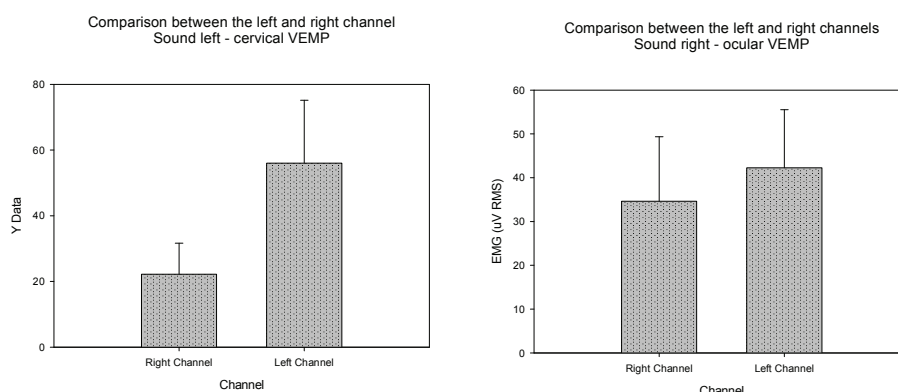 Comparison between the left and right channel
Sound left - cervical VEMP
80
60
40
20
0
Y Data
Right Channel
Left Channel
Channel
Comparison between the left and right channels
Sound right - ocular VEMP
60
50
40
30
20
10
0
EMG (uV RMS)
Right Channel
Left Channel
Channel